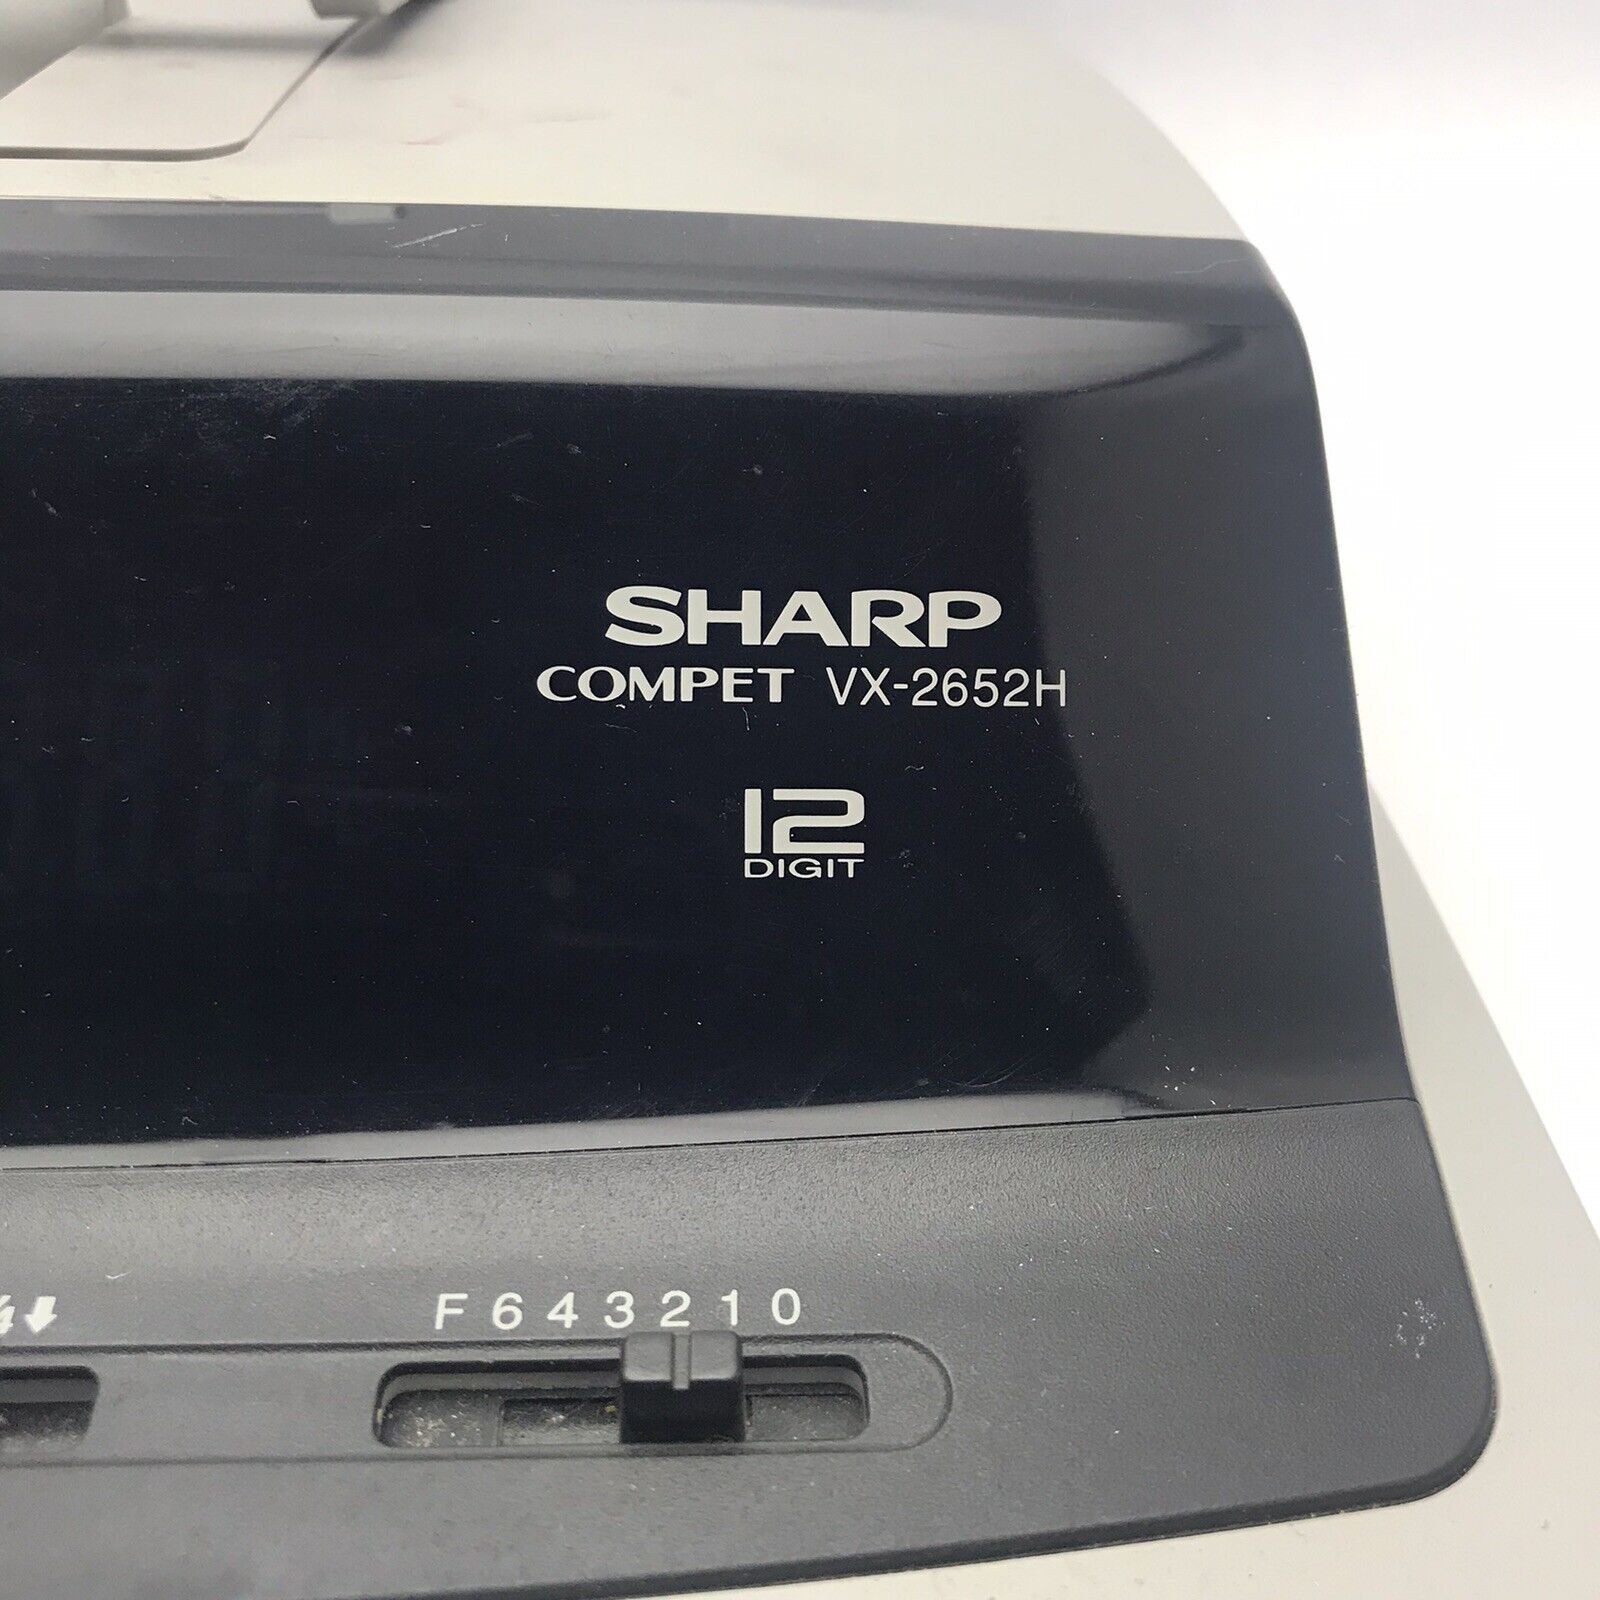 SHARP
COMPET VX-2652H
12
DIGIT
F 6 4 3 2 1 0